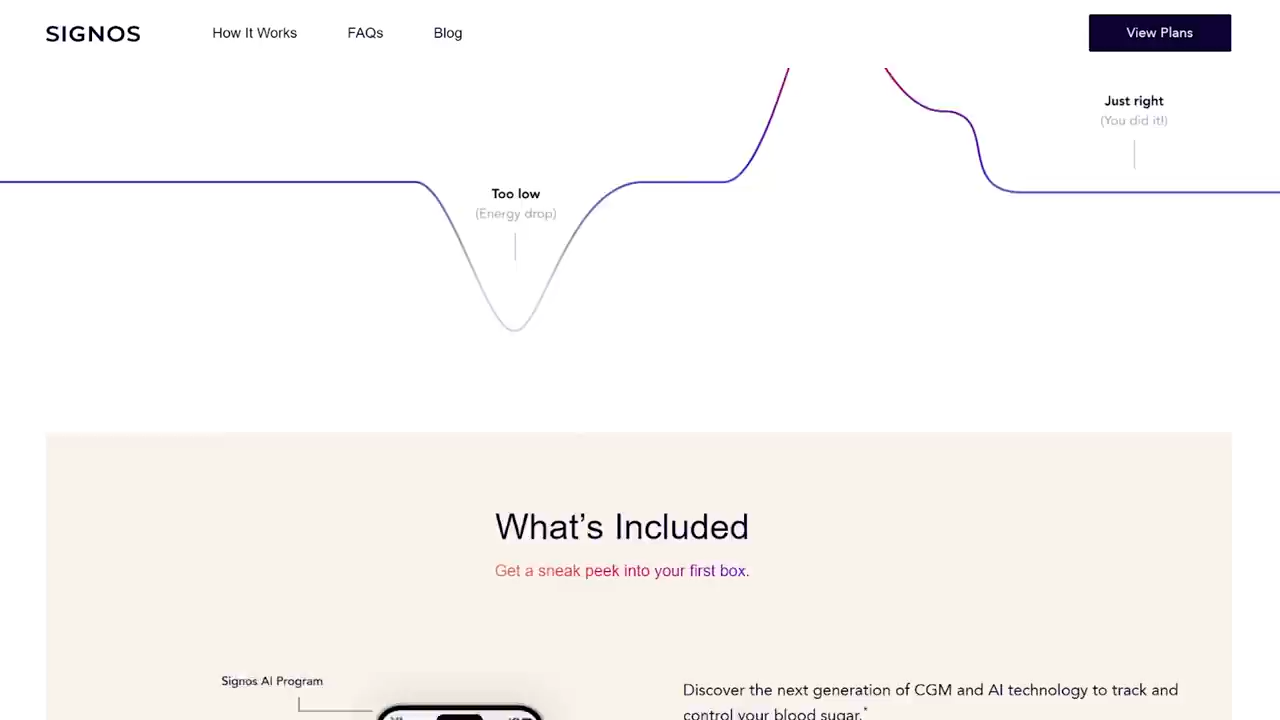 SIGNOS How It Works FAQs Blog View Plans
Just right
(You did it!)
Too low
(Energy drop)
What's Included
Get a sneak peek into your first box.
Signos AI Program
Discover the next generation of CGM and AI technology to track and
control your blood sugar.*